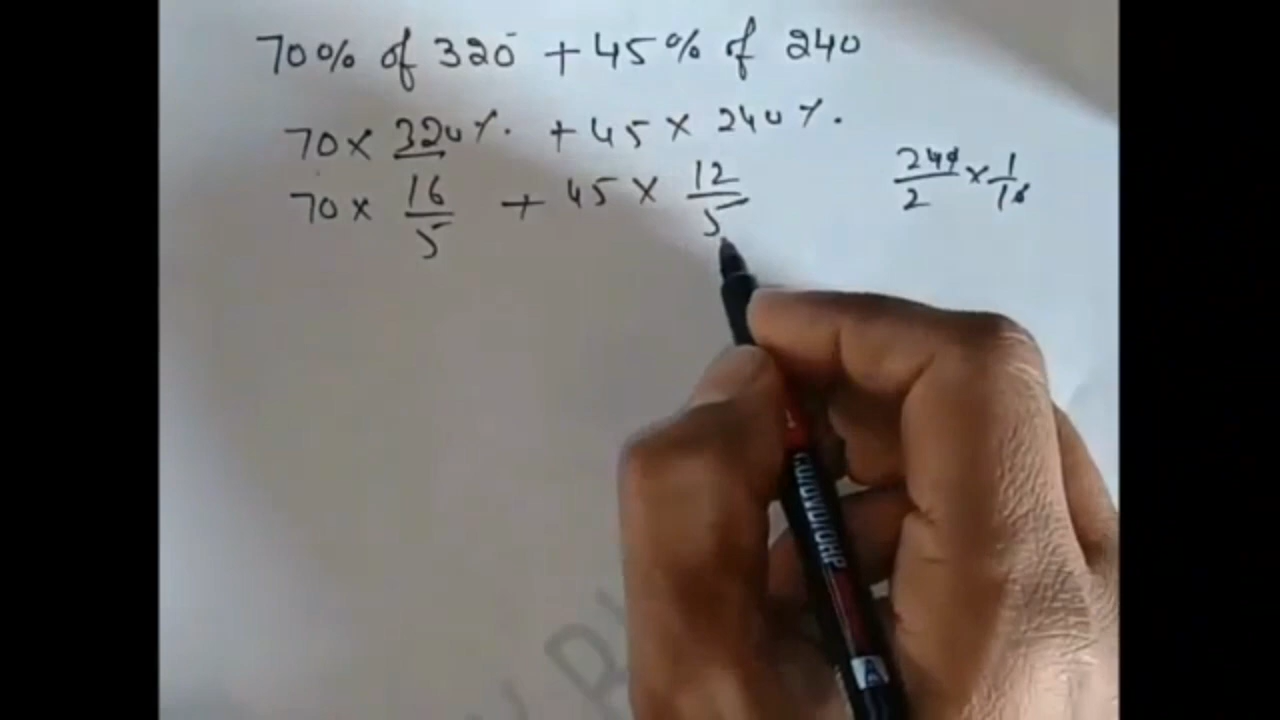 70% of 320 + 45% of 240
70 × 320 %. + 45 × 240 %.
240/2 × 1/10
70 × 16/5 + 45 × 12/5
A